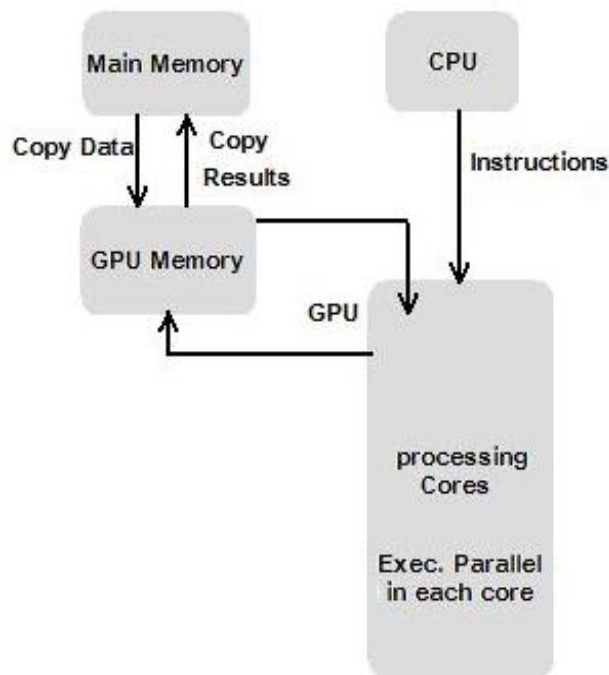 Main Memory
CPU
Copy Data
Copy
Results
Instructions
GPU Memory
GPU
processing
Cores
Exec. Parallel
in each core